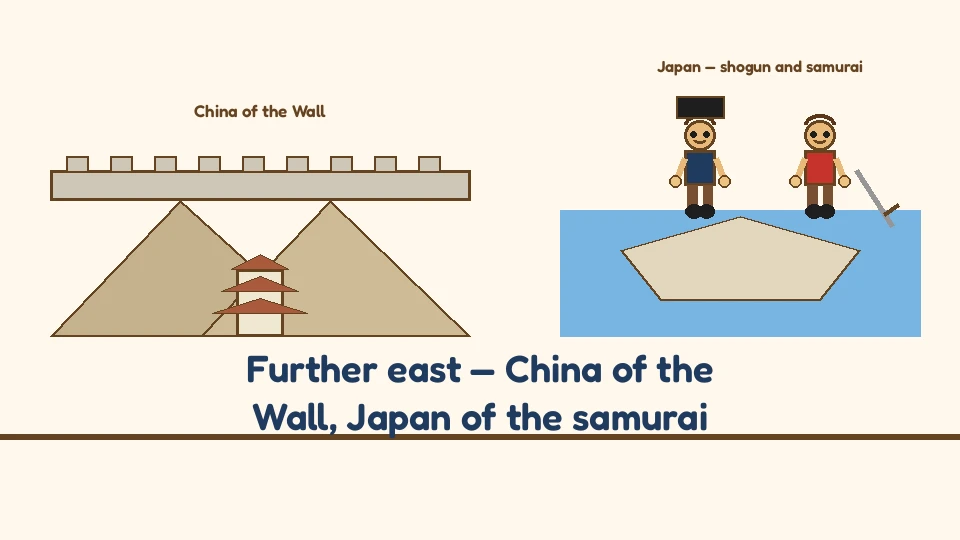 Japan — shogun and samurai
China of the Wall
Further east — China of the
Wall, Japan of the samurai